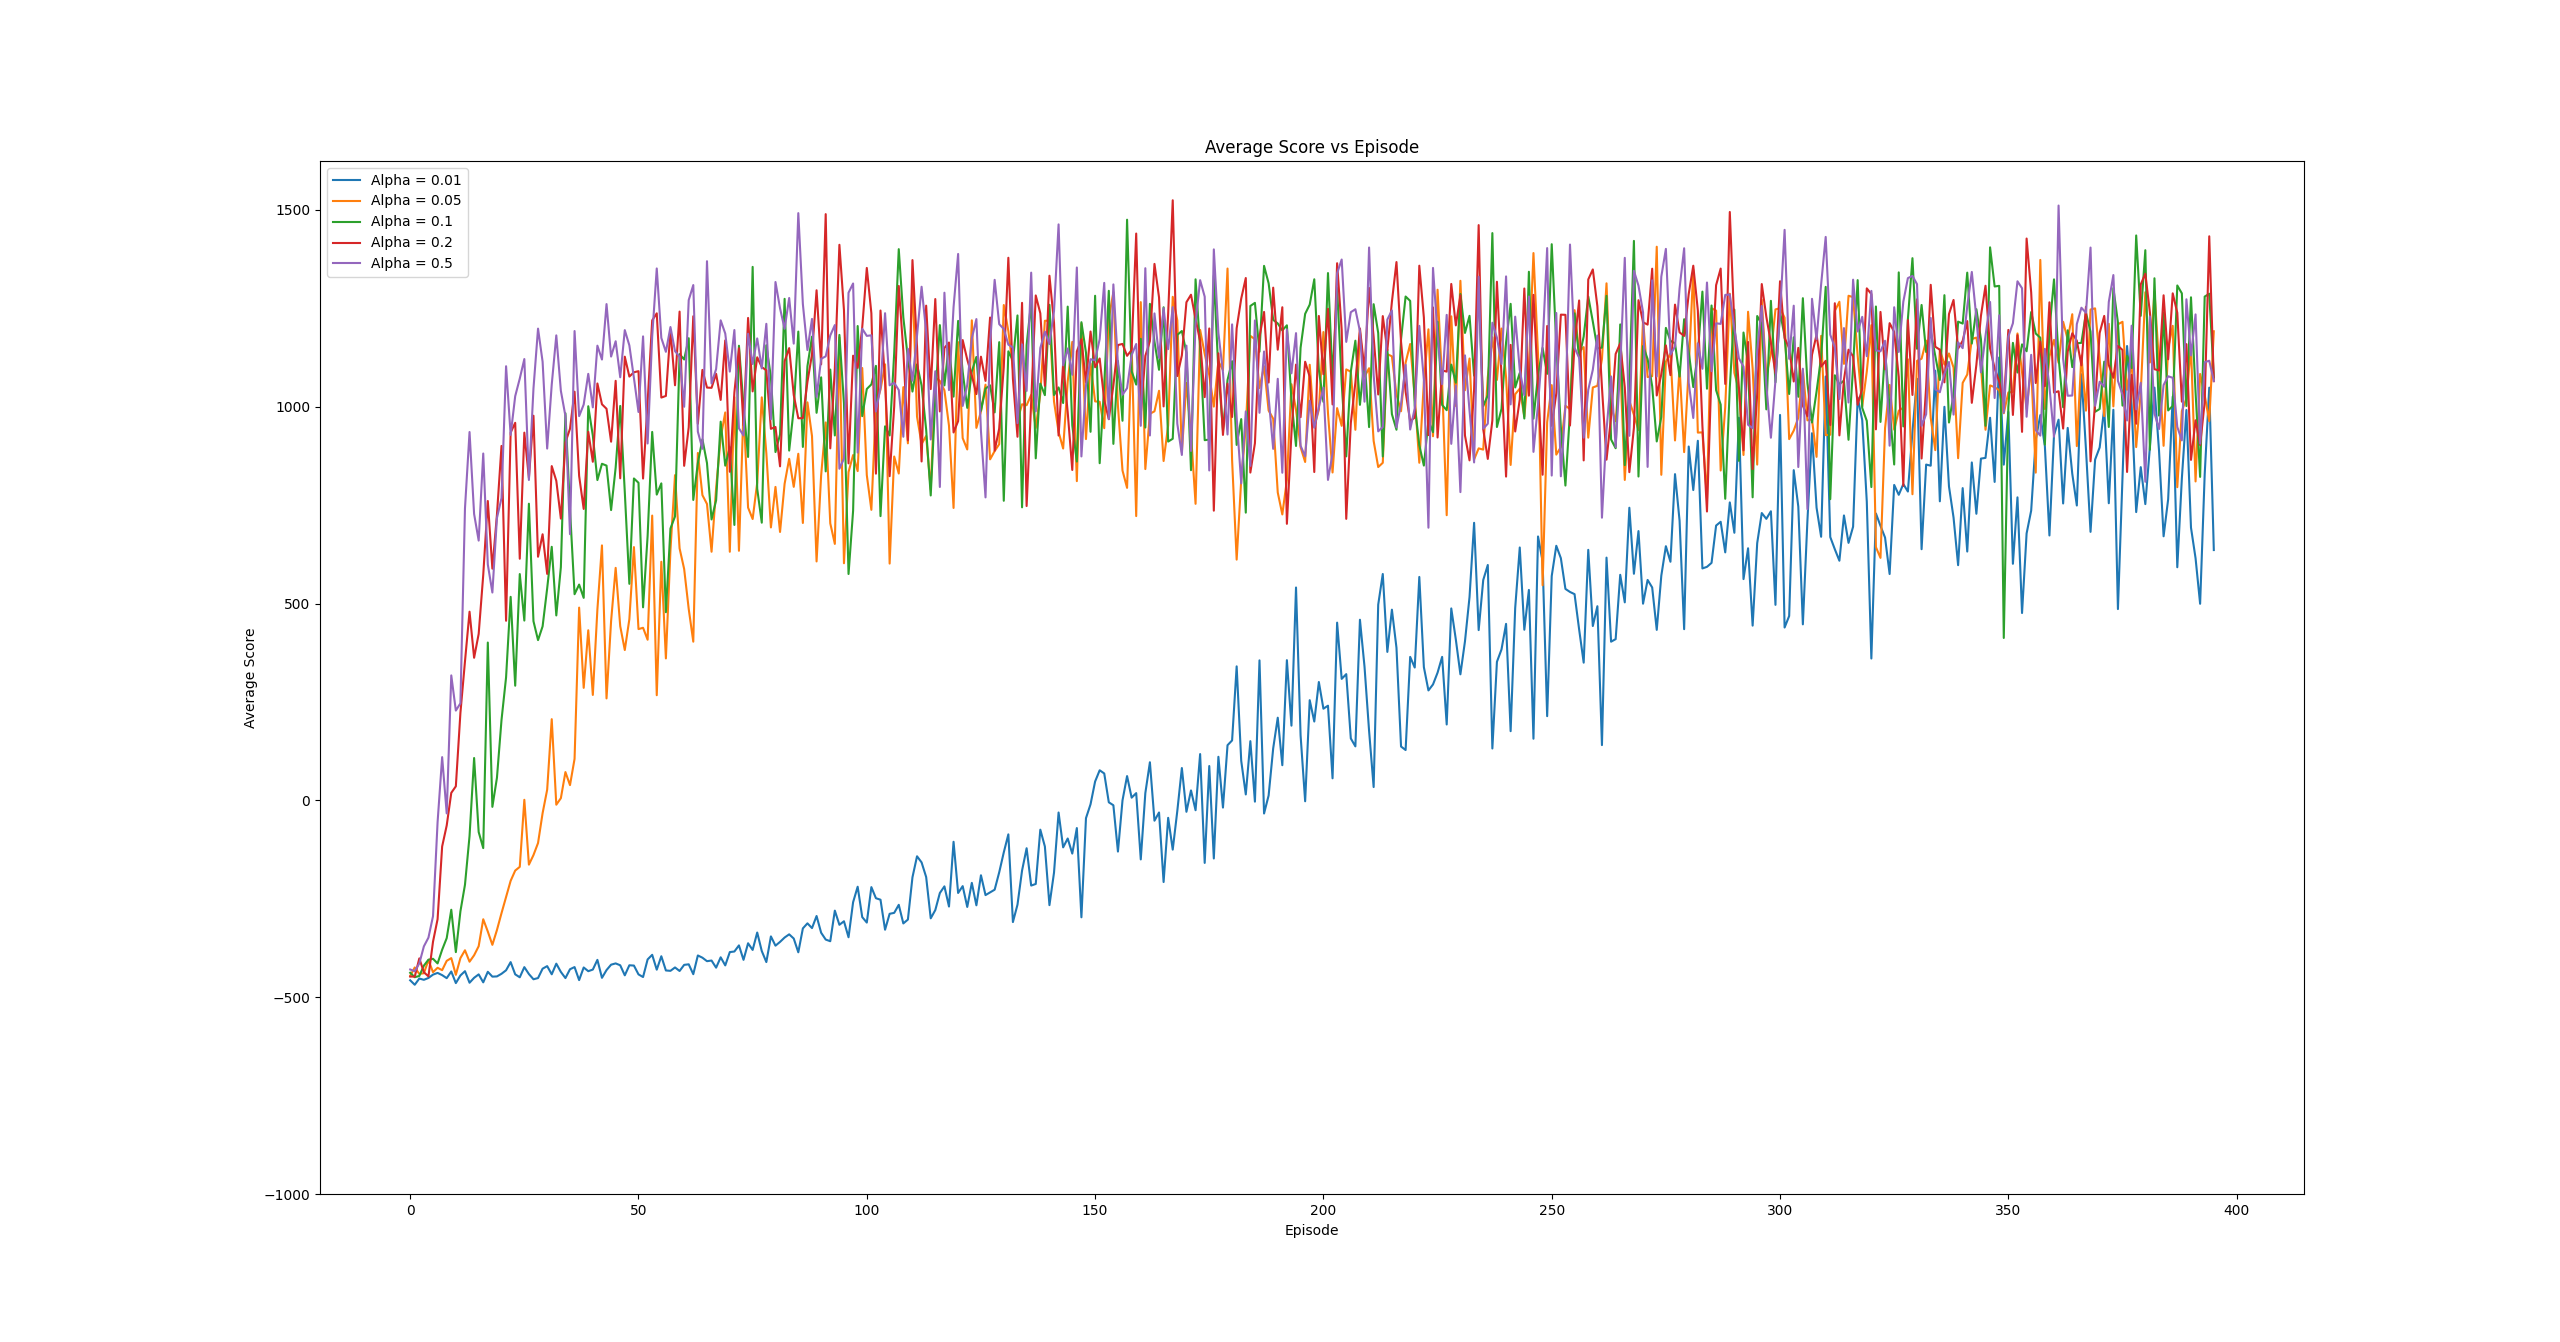 Average Score vs Episode
Alpha = 0.01
Alpha = 0.05
Alpha = 0.1
Alpha = 0.2
Alpha = 0.5
1500
1000
500
0
−500
−1000
Average Score
0 50 100 150 200 250 300 350 400
Episode